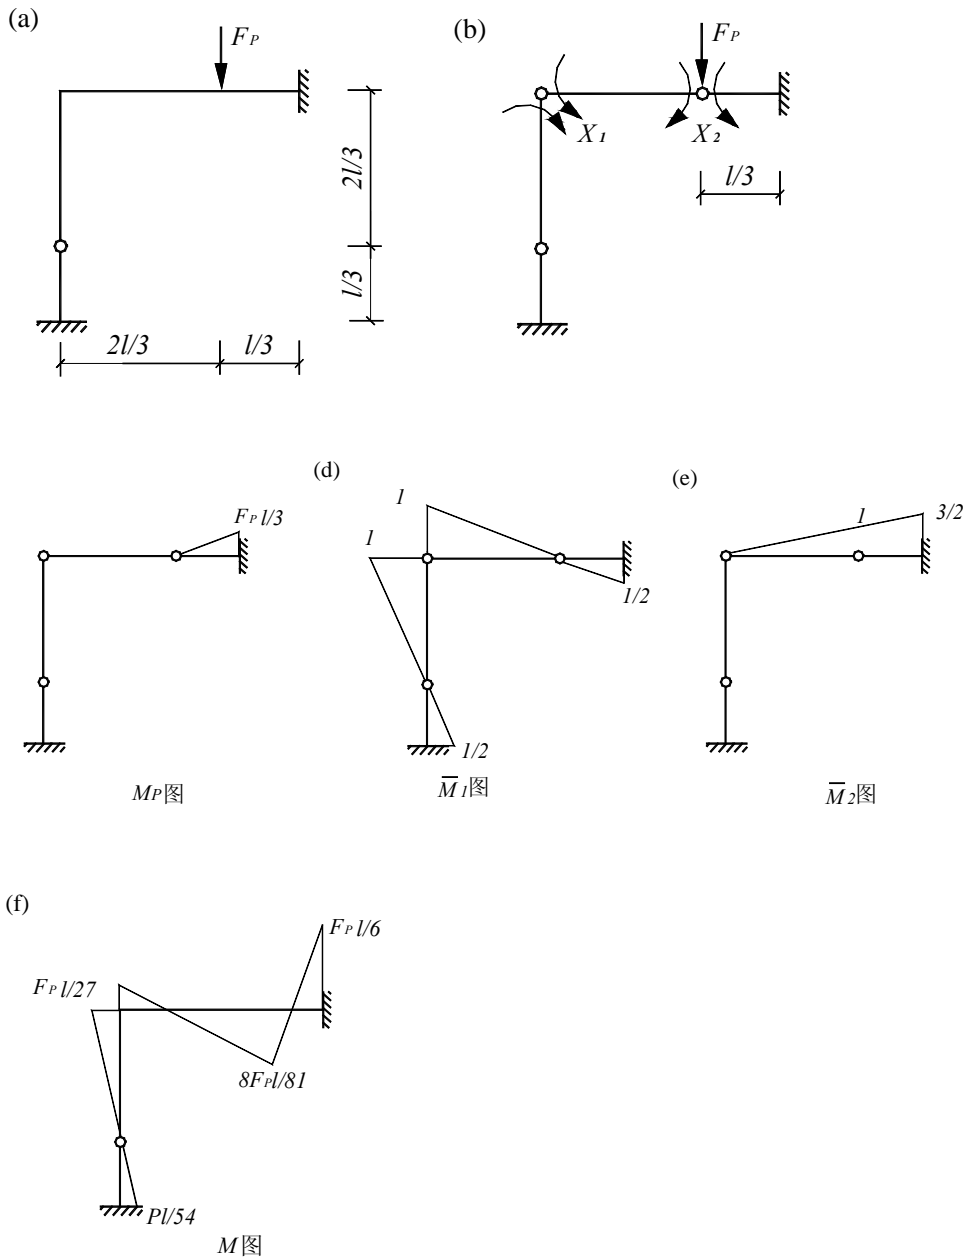 (a)
F_P
2l/3
l/3
2l/3
l/3
(b)
F_P
X_1
X_2
l/3
F_P l/3
M_P图
(d)
1
1
1/2
1/2
M̅_1图
(e)
1
3/2
M̅_2图
(f)
F_P l/6
F_P l/27
8F_Pl/81
Pl/54
M图